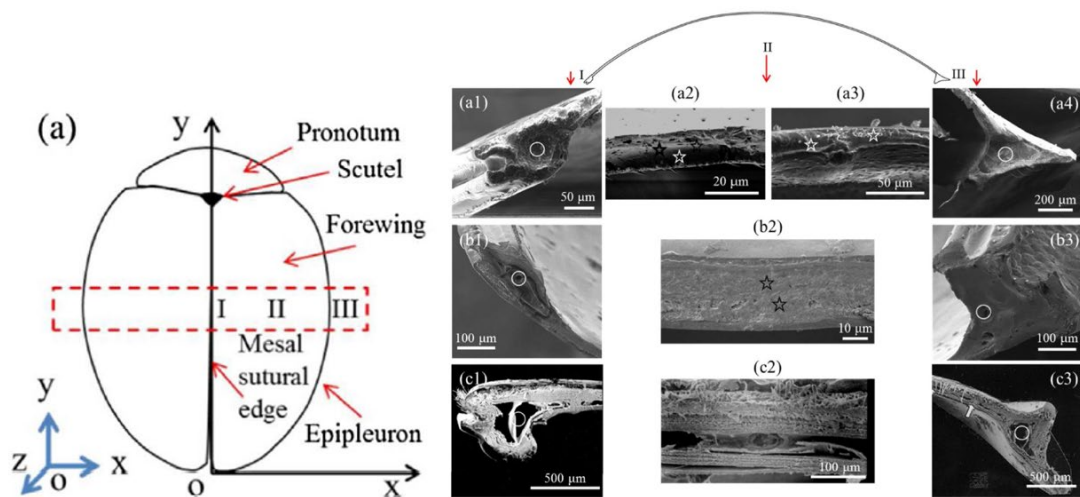 (a)
y
Pronotum
Scutel
Forewing
I
II
III
Mesal
sutural
edge
Epipleuron
y
x
z
o
o
x
I
II
III
(a1)
50 μm
(a2)
20 μm
(a3)
50 μm
(a4)
200 μm
(b1)
100 μm
(b2)
10 μm
(b3)
100 μm
(c1)
500 μm
(c2)
100 μm
(c3)
500 μm